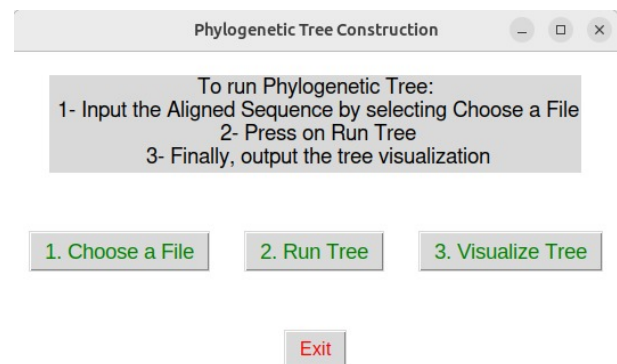 Phylogenetic Tree Construction
To run Phylogenetic Tree:
1- Input the Aligned Sequence by selecting Choose a File
2- Press on Run Tree
3- Finally, output the tree visualization
1. Choose a File
2. Run Tree
3. Visualize Tree
Exit